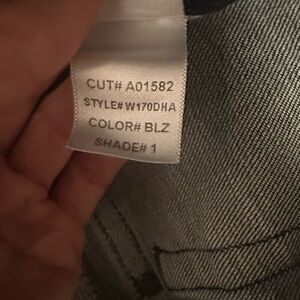 CUT# A01582
STYLE# W170DHA
COLOR# BLZ
SHADE# 1